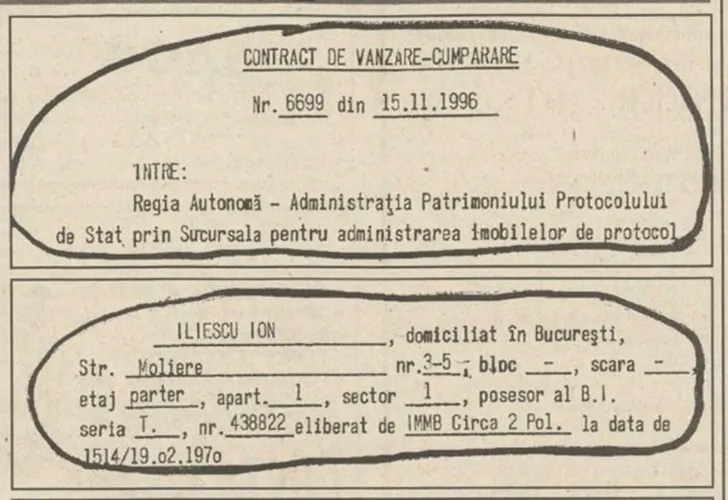 CONTRACT DE VANZARE-CUMPARARE
Nr. 6699 din 15.11.1996
INTRE:
Regia Autonomă - Administraţia Patrimoniului Protocolului
de Stat prin Sucursala pentru administrarea imobilelor de protocol
ILIESCU ION, domiciliat în Bucureşti,
Str. Moliere nr. 3-5, bloc -, scara -,
etaj parter, apart. 1, sector 1, posesor al B.I.
seria T., nr. 438822 eliberat de IMMB Circa 2 Pol. la data de
1514/19.o2.197o